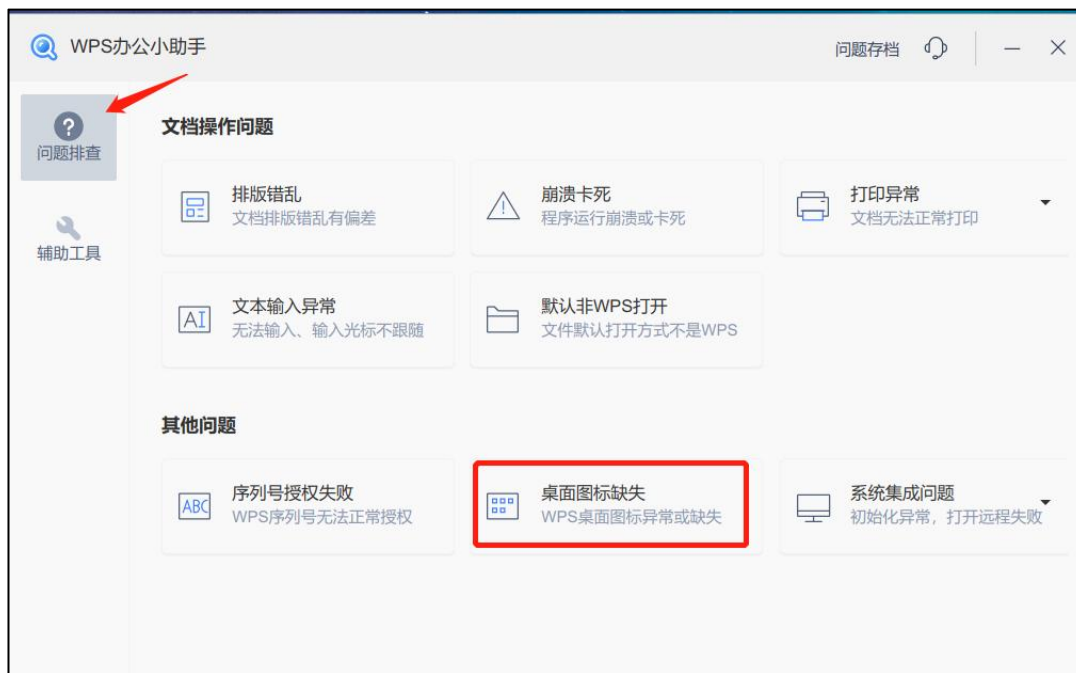 WPS办公小助手
问题存档
问题排查
辅助工具
文档操作问题
排版错乱
文档排版错乱有偏差
崩溃卡死
程序运行崩溃或卡死
打印异常
文档无法正常打印
AI
文本输入异常
无法输入、输入光标不跟随
默认非WPS打开
文件默认打开方式不是WPS
其他问题
ABC
序列号授权失败
WPS序列号无法正常授权
桌面图标缺失
WPS桌面图标异常或缺失
系统集成问题
初始化异常，打开远程失败